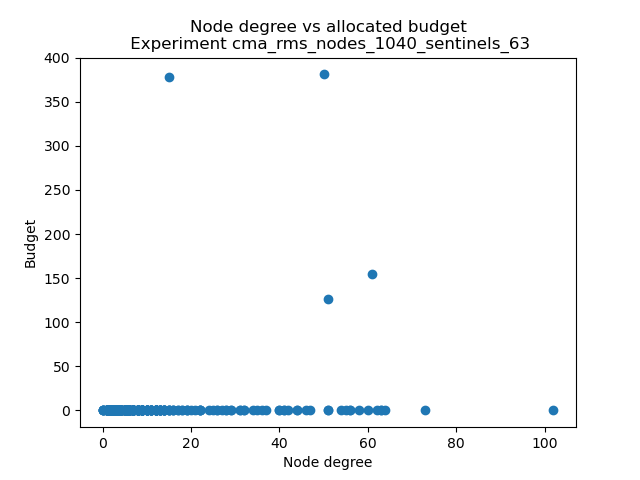 Node degree vs allocated budget
Experiment cma_rms_nodes_1040_sentinels_63
400
350
300
250
200
150
100
50
0
Budget
0 20 40 60 80 100
Node degree